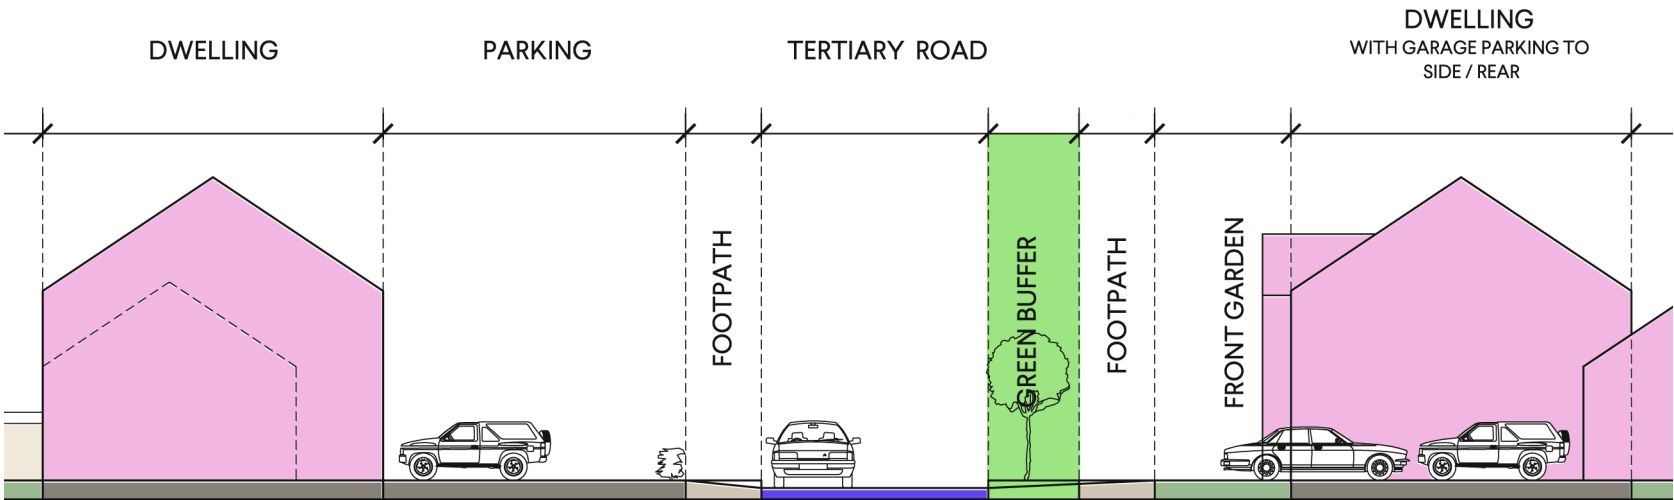 DWELLING
PARKING
TERTIARY ROAD
DWELLING
WITH GARAGE PARKING TO
SIDE / REAR
FOOTPATH
GREEN BUFFER
FOOTPATH
FRONT GARDEN